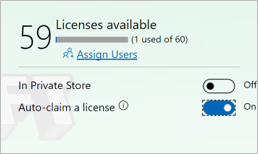 59 Licenses available
(1 used of 60)
Assign Users
In Private Store Off
Auto-claim a license On